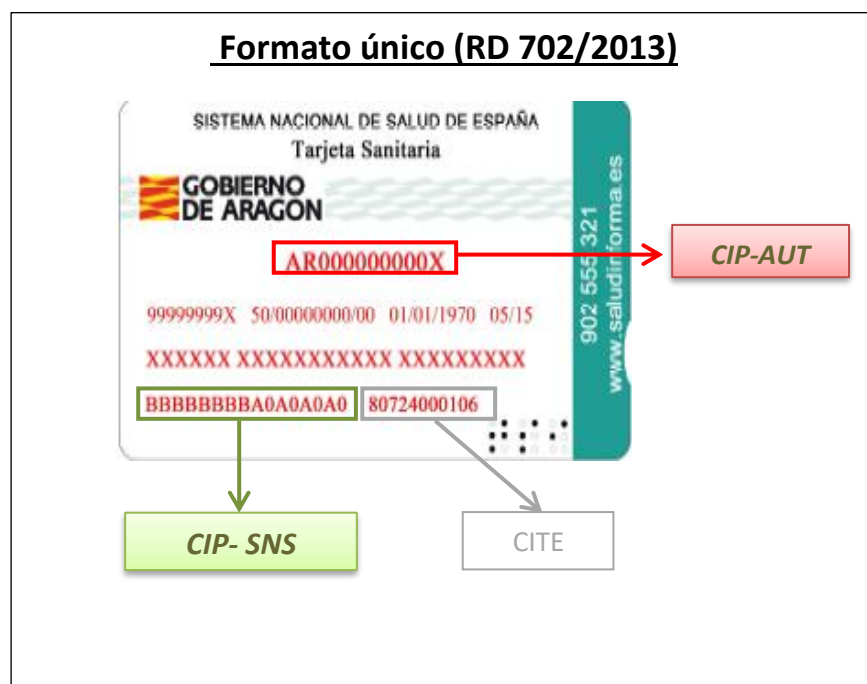 Formato único (RD 702/2013)
SISTEMA NACIONAL DE SALUD DE ESPAÑA
Tarjeta Sanitaria
GOBIERNO
DE ARAGON
AR000000000X
CIP-AUT
99999999X 50/00000000/00 01/01/1970 05/15
XXXXXX XXXXXXXXXXX XXXXXXXXX
BBBBBBBBA0A0A0A0 80724000106
902 555 321
www.saludinforma.es
CIP- SNS
CITE